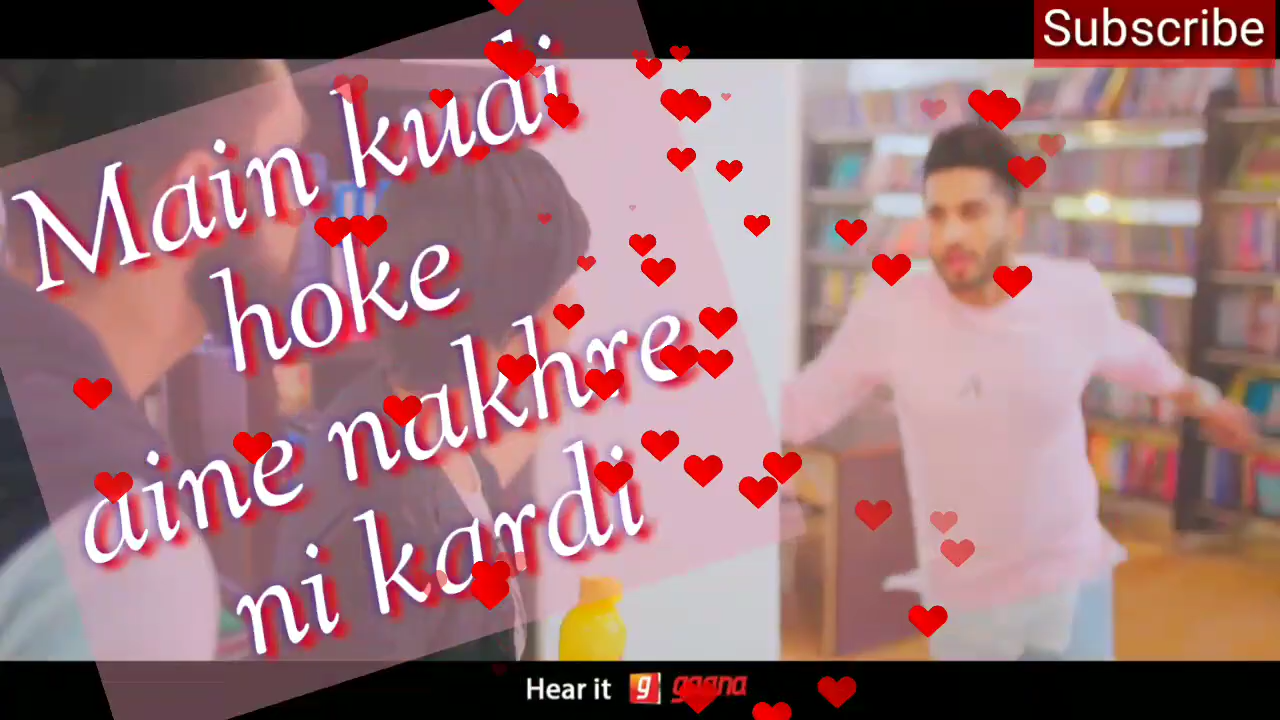 Subscribe
Main kudi
hoke
aine nakhre
ni kardi
Hear it g gaana